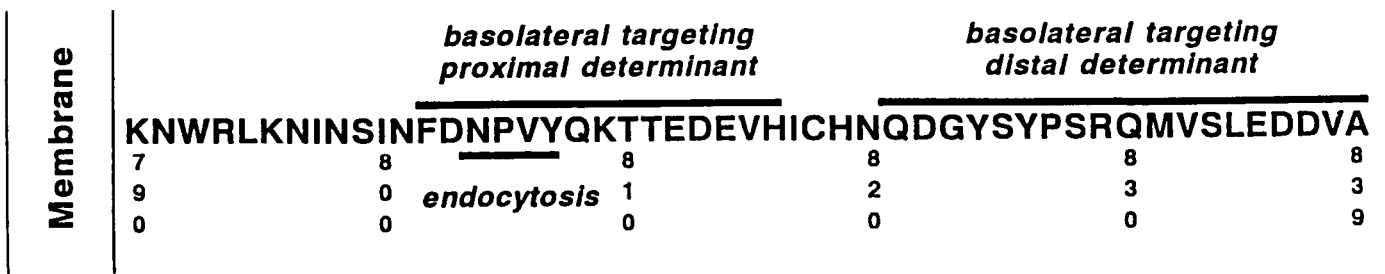 Membrane
basolateral targeting
proximal determinant
basolateral targeting
distal determinant
KNWRLKNINSINFDNPVYQKTTEDEVHICHNQDGYSYPSRQMVSLEDDVA
7 8 8 8 8 8
9 0 endocytosis 1 2 3 3
0 0 0 0 0 9